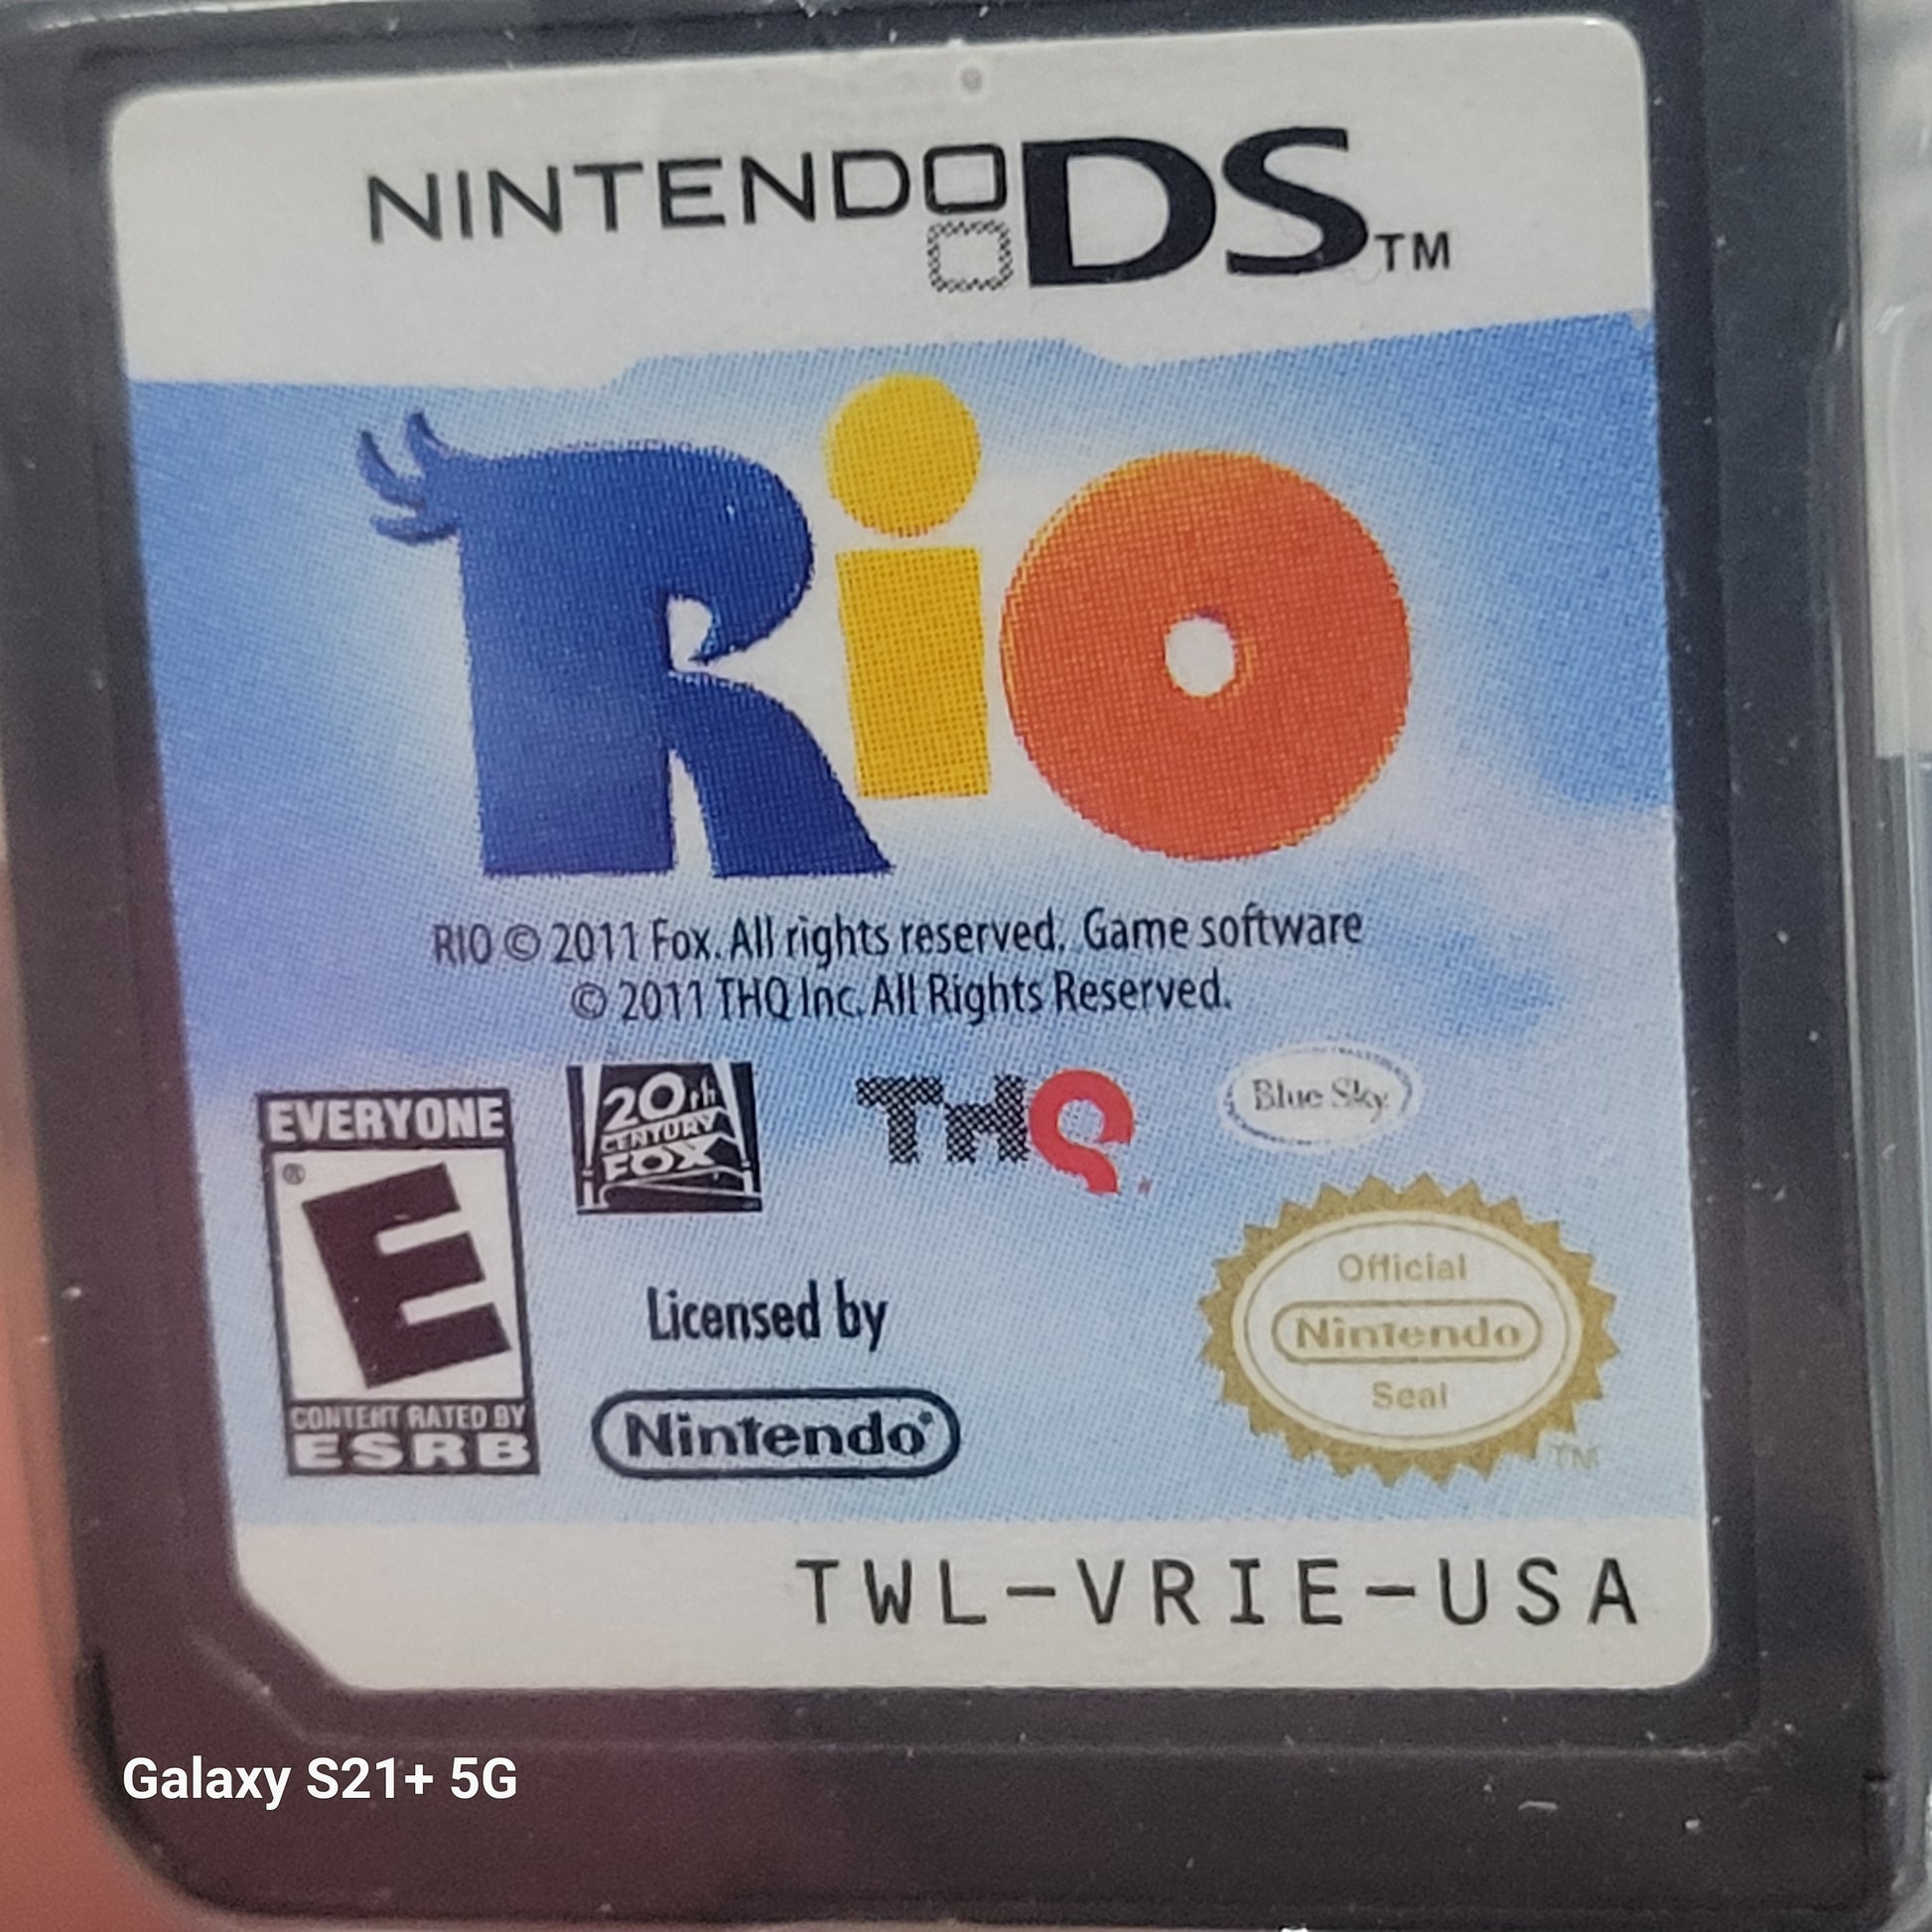 NINTENDO DS™
Rio
RIO © 2011 Fox. All rights reserved. Game software
© 2011 THQ Inc. All Rights Reserved.
EVERYONE
E®
CONTENT RATED BY
ESRB
20th
CENTURY
FOX
THQ
Blue Sky
Licensed by
Nintendo®
Official
Nintendo
Seal
TM
TWL-VRIE-USA
Galaxy S21+ 5G